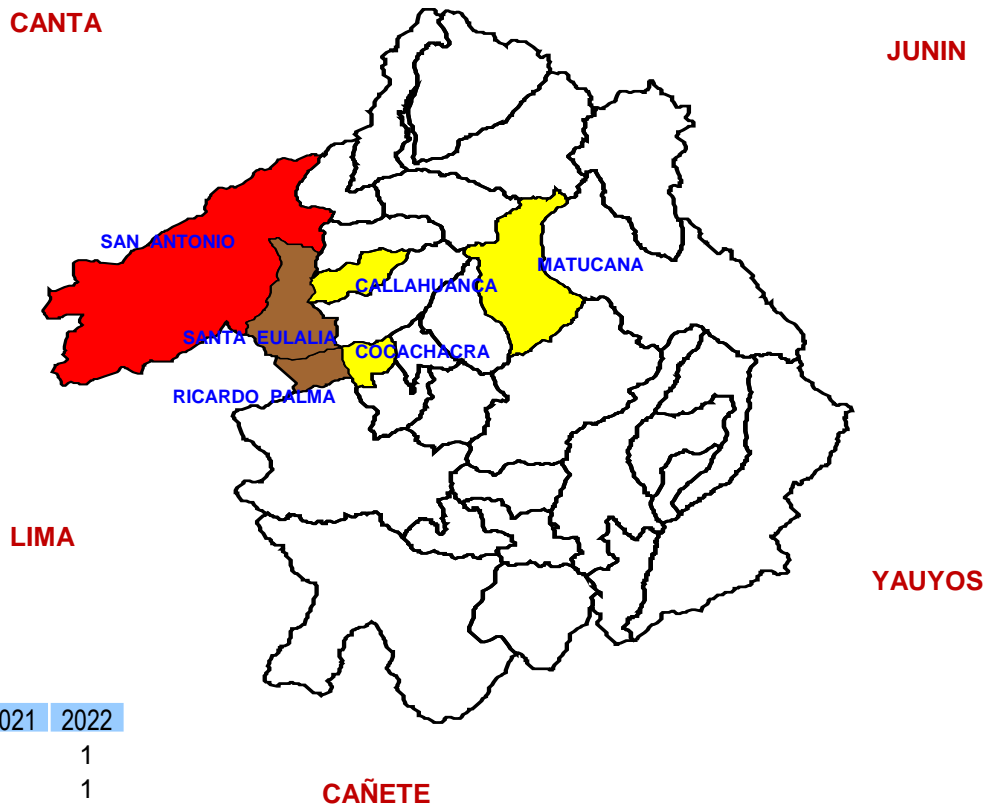 CANTA
JUNIN
SAN ANTONIO
MATUCANA
CALLAHUANCA
SANTA EULALIA
COCACHACRA
RICARDO PALMA
LIMA
YAUYOS
2022
1
1
CAÑETE